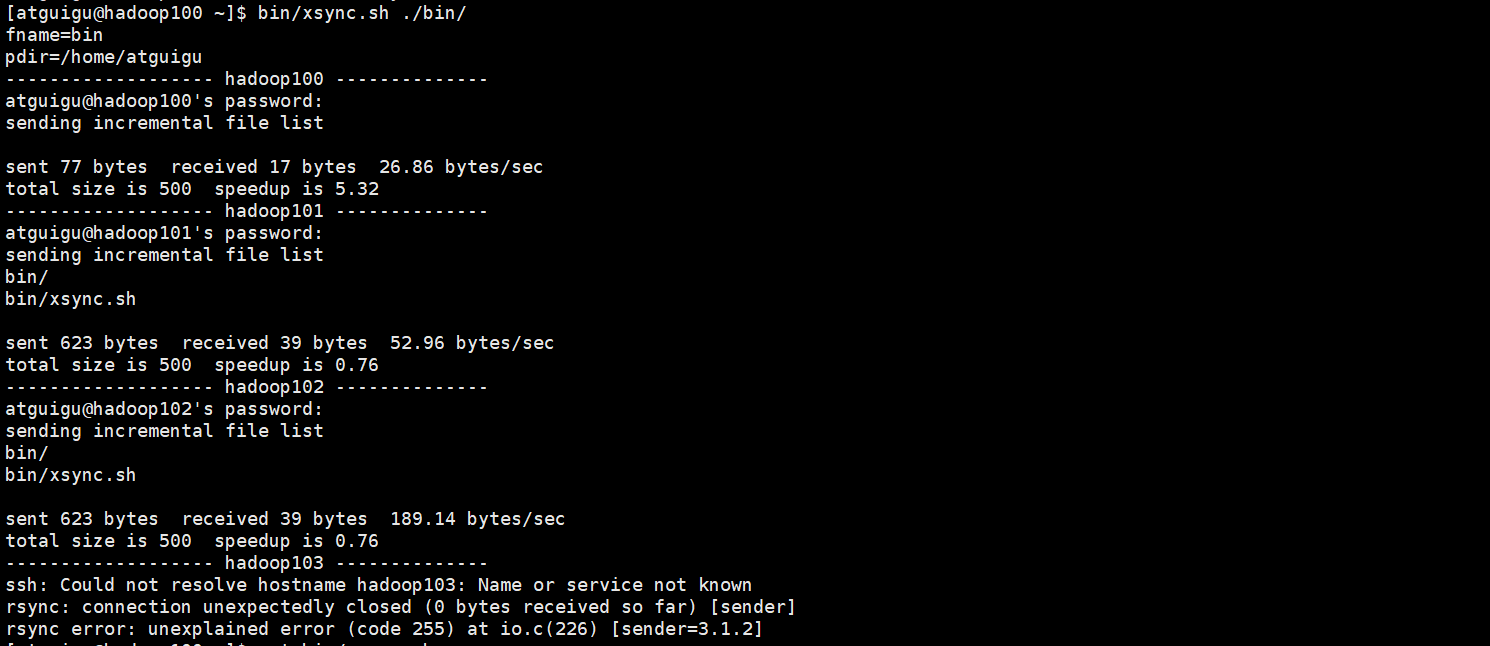 [atguigu@hadoop100 ~]$ bin/xsync.sh ./bin/
fname=bin
pdir=/home/atguigu
------------------- hadoop100 --------------
atguigu@hadoop100's password:
sending incremental file list
sent 77 bytes  received 17 bytes  26.86 bytes/sec
total size is 500  speedup is 5.32
------------------- hadoop101 --------------
atguigu@hadoop101's password:
sending incremental file list
bin/
bin/xsync.sh
sent 623 bytes  received 39 bytes  52.96 bytes/sec
total size is 500  speedup is 0.76
------------------- hadoop102 --------------
atguigu@hadoop102's password:
sending incremental file list
bin/
bin/xsync.sh
sent 623 bytes  received 39 bytes  189.14 bytes/sec
total size is 500  speedup is 0.76
------------------- hadoop103 --------------
ssh: Could not resolve hostname hadoop103: Name or service not known
rsync: connection unexpectedly closed (0 bytes received so far) [sender]
rsync error: unexplained error (code 255) at io.c(226) [sender=3.1.2]